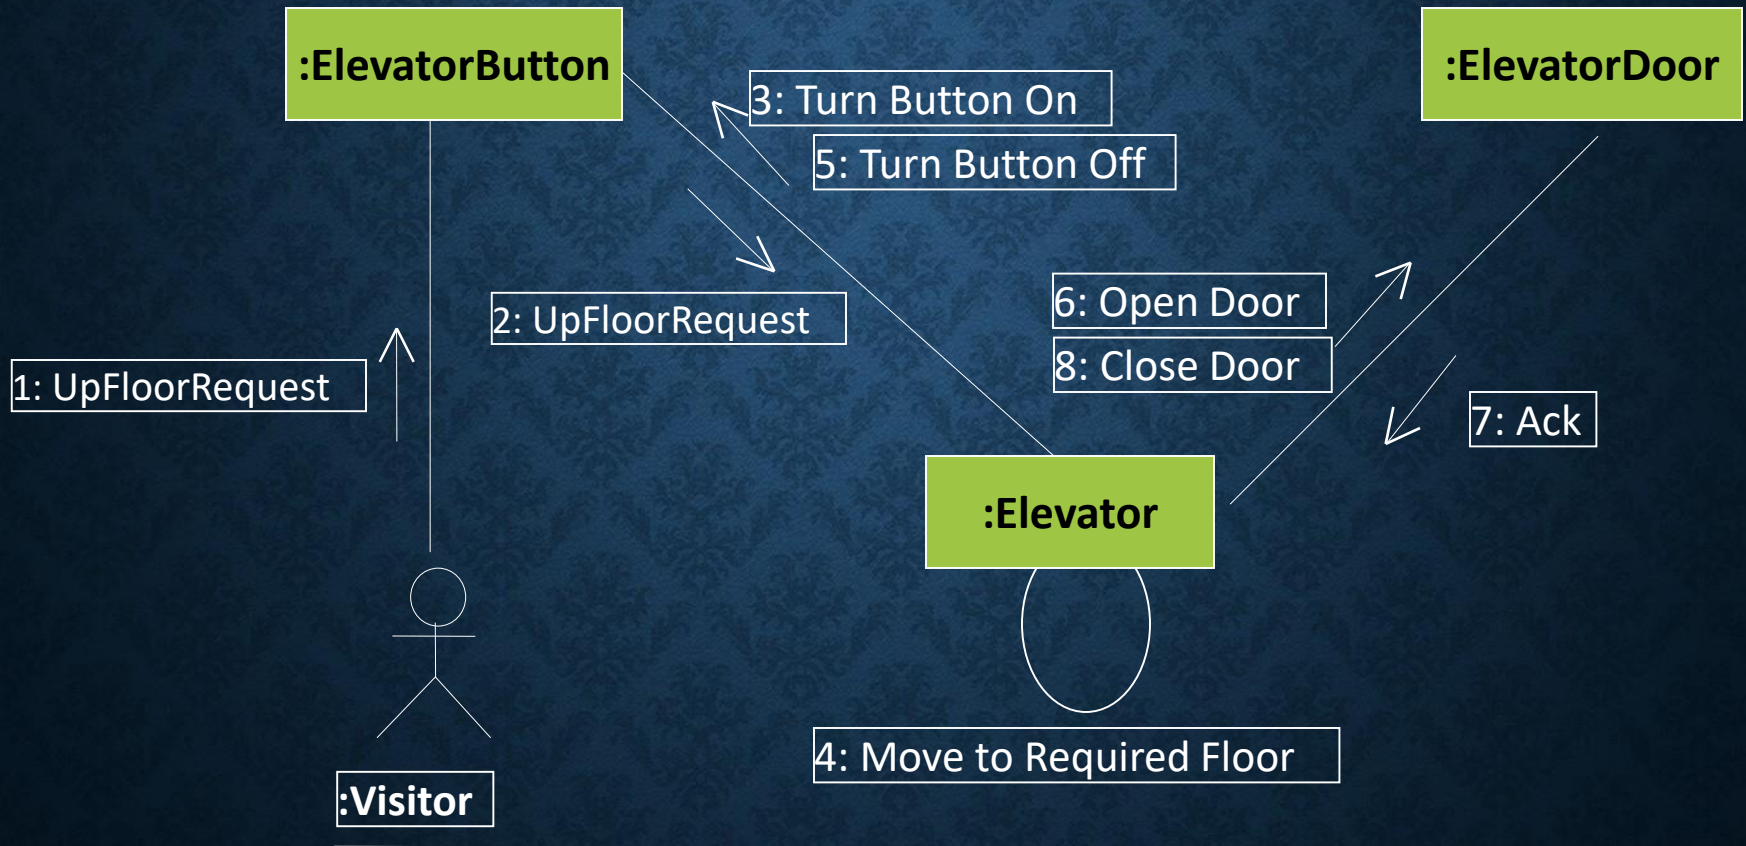 :ElevatorButton
:ElevatorDoor
3: Turn Button On
5: Turn Button Off
2: UpFloorRequest
6: Open Door
8: Close Door
1: UpFloorRequest
7: Ack
:Elevator
4: Move to Required Floor
:Visitor